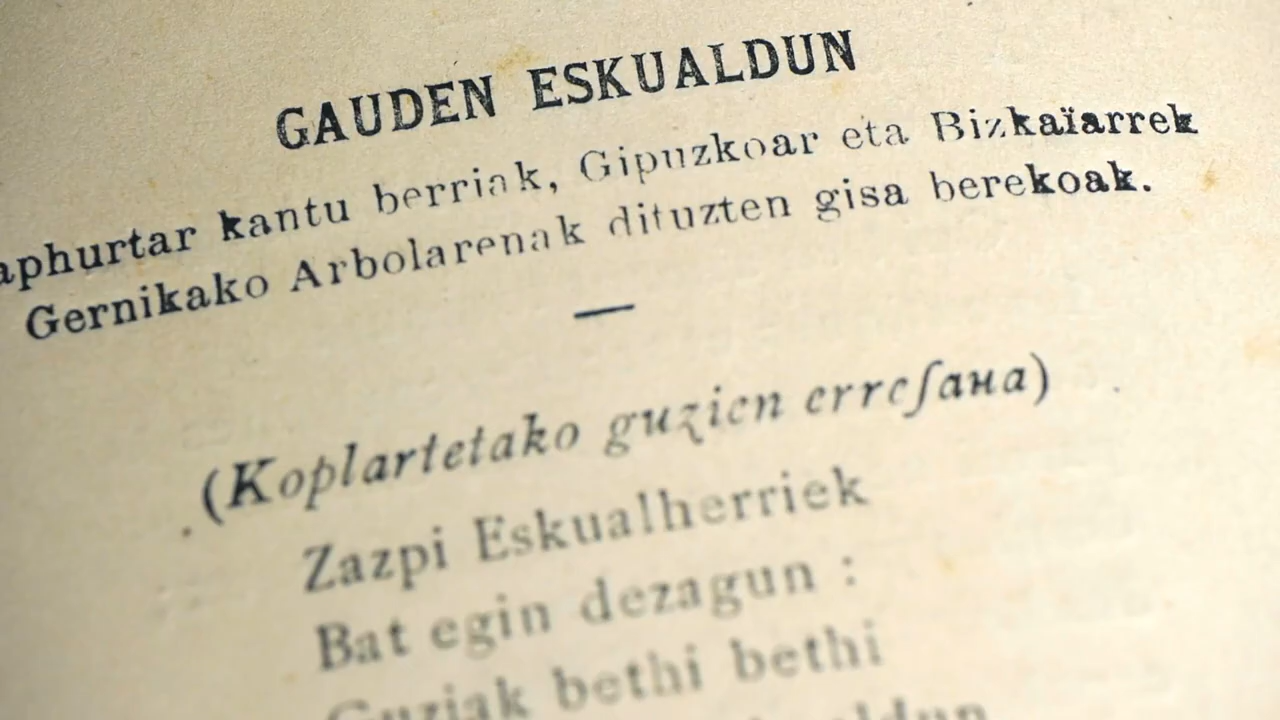 GAUDEN ESKUALDUN
aphurtar kantu berriak, Gipuzkoar eta Bizkaïarrek
Gernikako Arbolarenak dituzten gisa berekoak.
—
(Koplartetako guzien erreſana)
Zazpi Eskualherriek
Bat egin dezagun :
Guziak bethi bethi